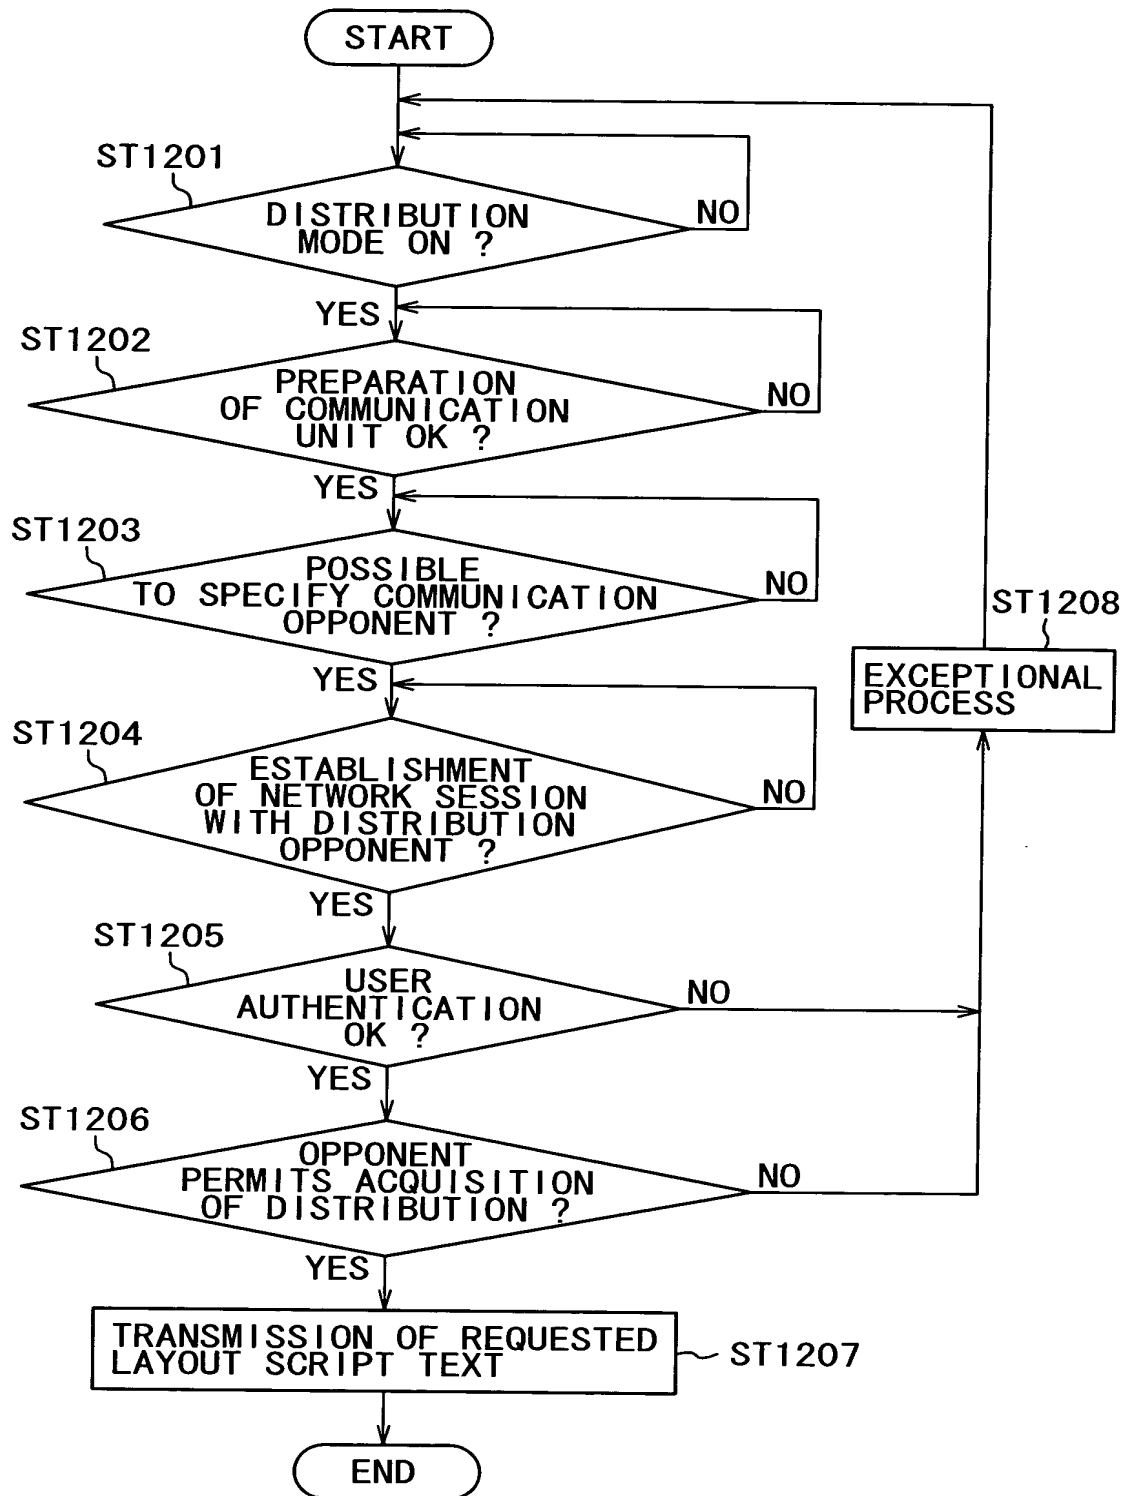 START
ST1201
DISTRIBUTION
MODE ON ?
NO
YES
ST1202
PREPARATION
OF COMMUNICATION
UNIT OK ?
NO
YES
ST1203
POSSIBLE
TO SPECIFY COMMUNICATION
OPPONENT ?
NO
YES
ST1208
EXCEPTIONAL
PROCESS
ST1204
ESTABLISHMENT
OF NETWORK SESSION
WITH DISTRIBUTION
OPPONENT ?
NO
YES
ST1205
USER
AUTHENTICATION
OK ?
NO
YES
ST1206
OPPONENT
PERMITS ACQUISITION
OF DISTRIBUTION ?
NO
YES
TRANSMISSION OF REQUESTED
LAYOUT SCRIPT TEXT
ST1207
END